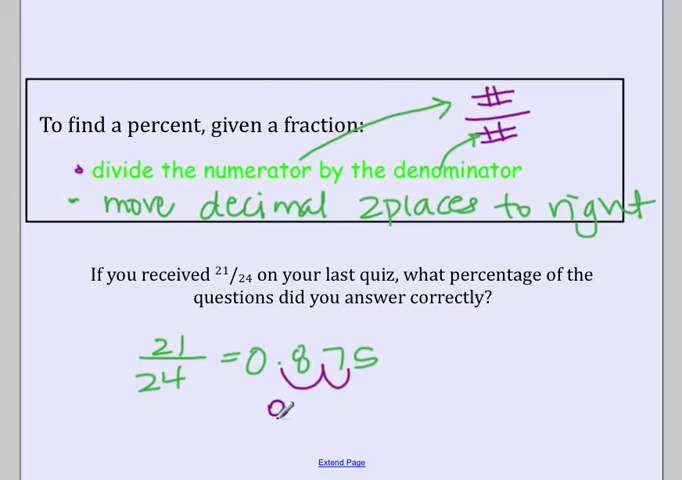 #
To find a percent, given a fraction:
#
• divide the numerator by the denominator
- move decimal 2places to right
If you received 21/24 on your last quiz, what percentage of the
questions did you answer correctly?
21
24 = 0.875
Extend Page